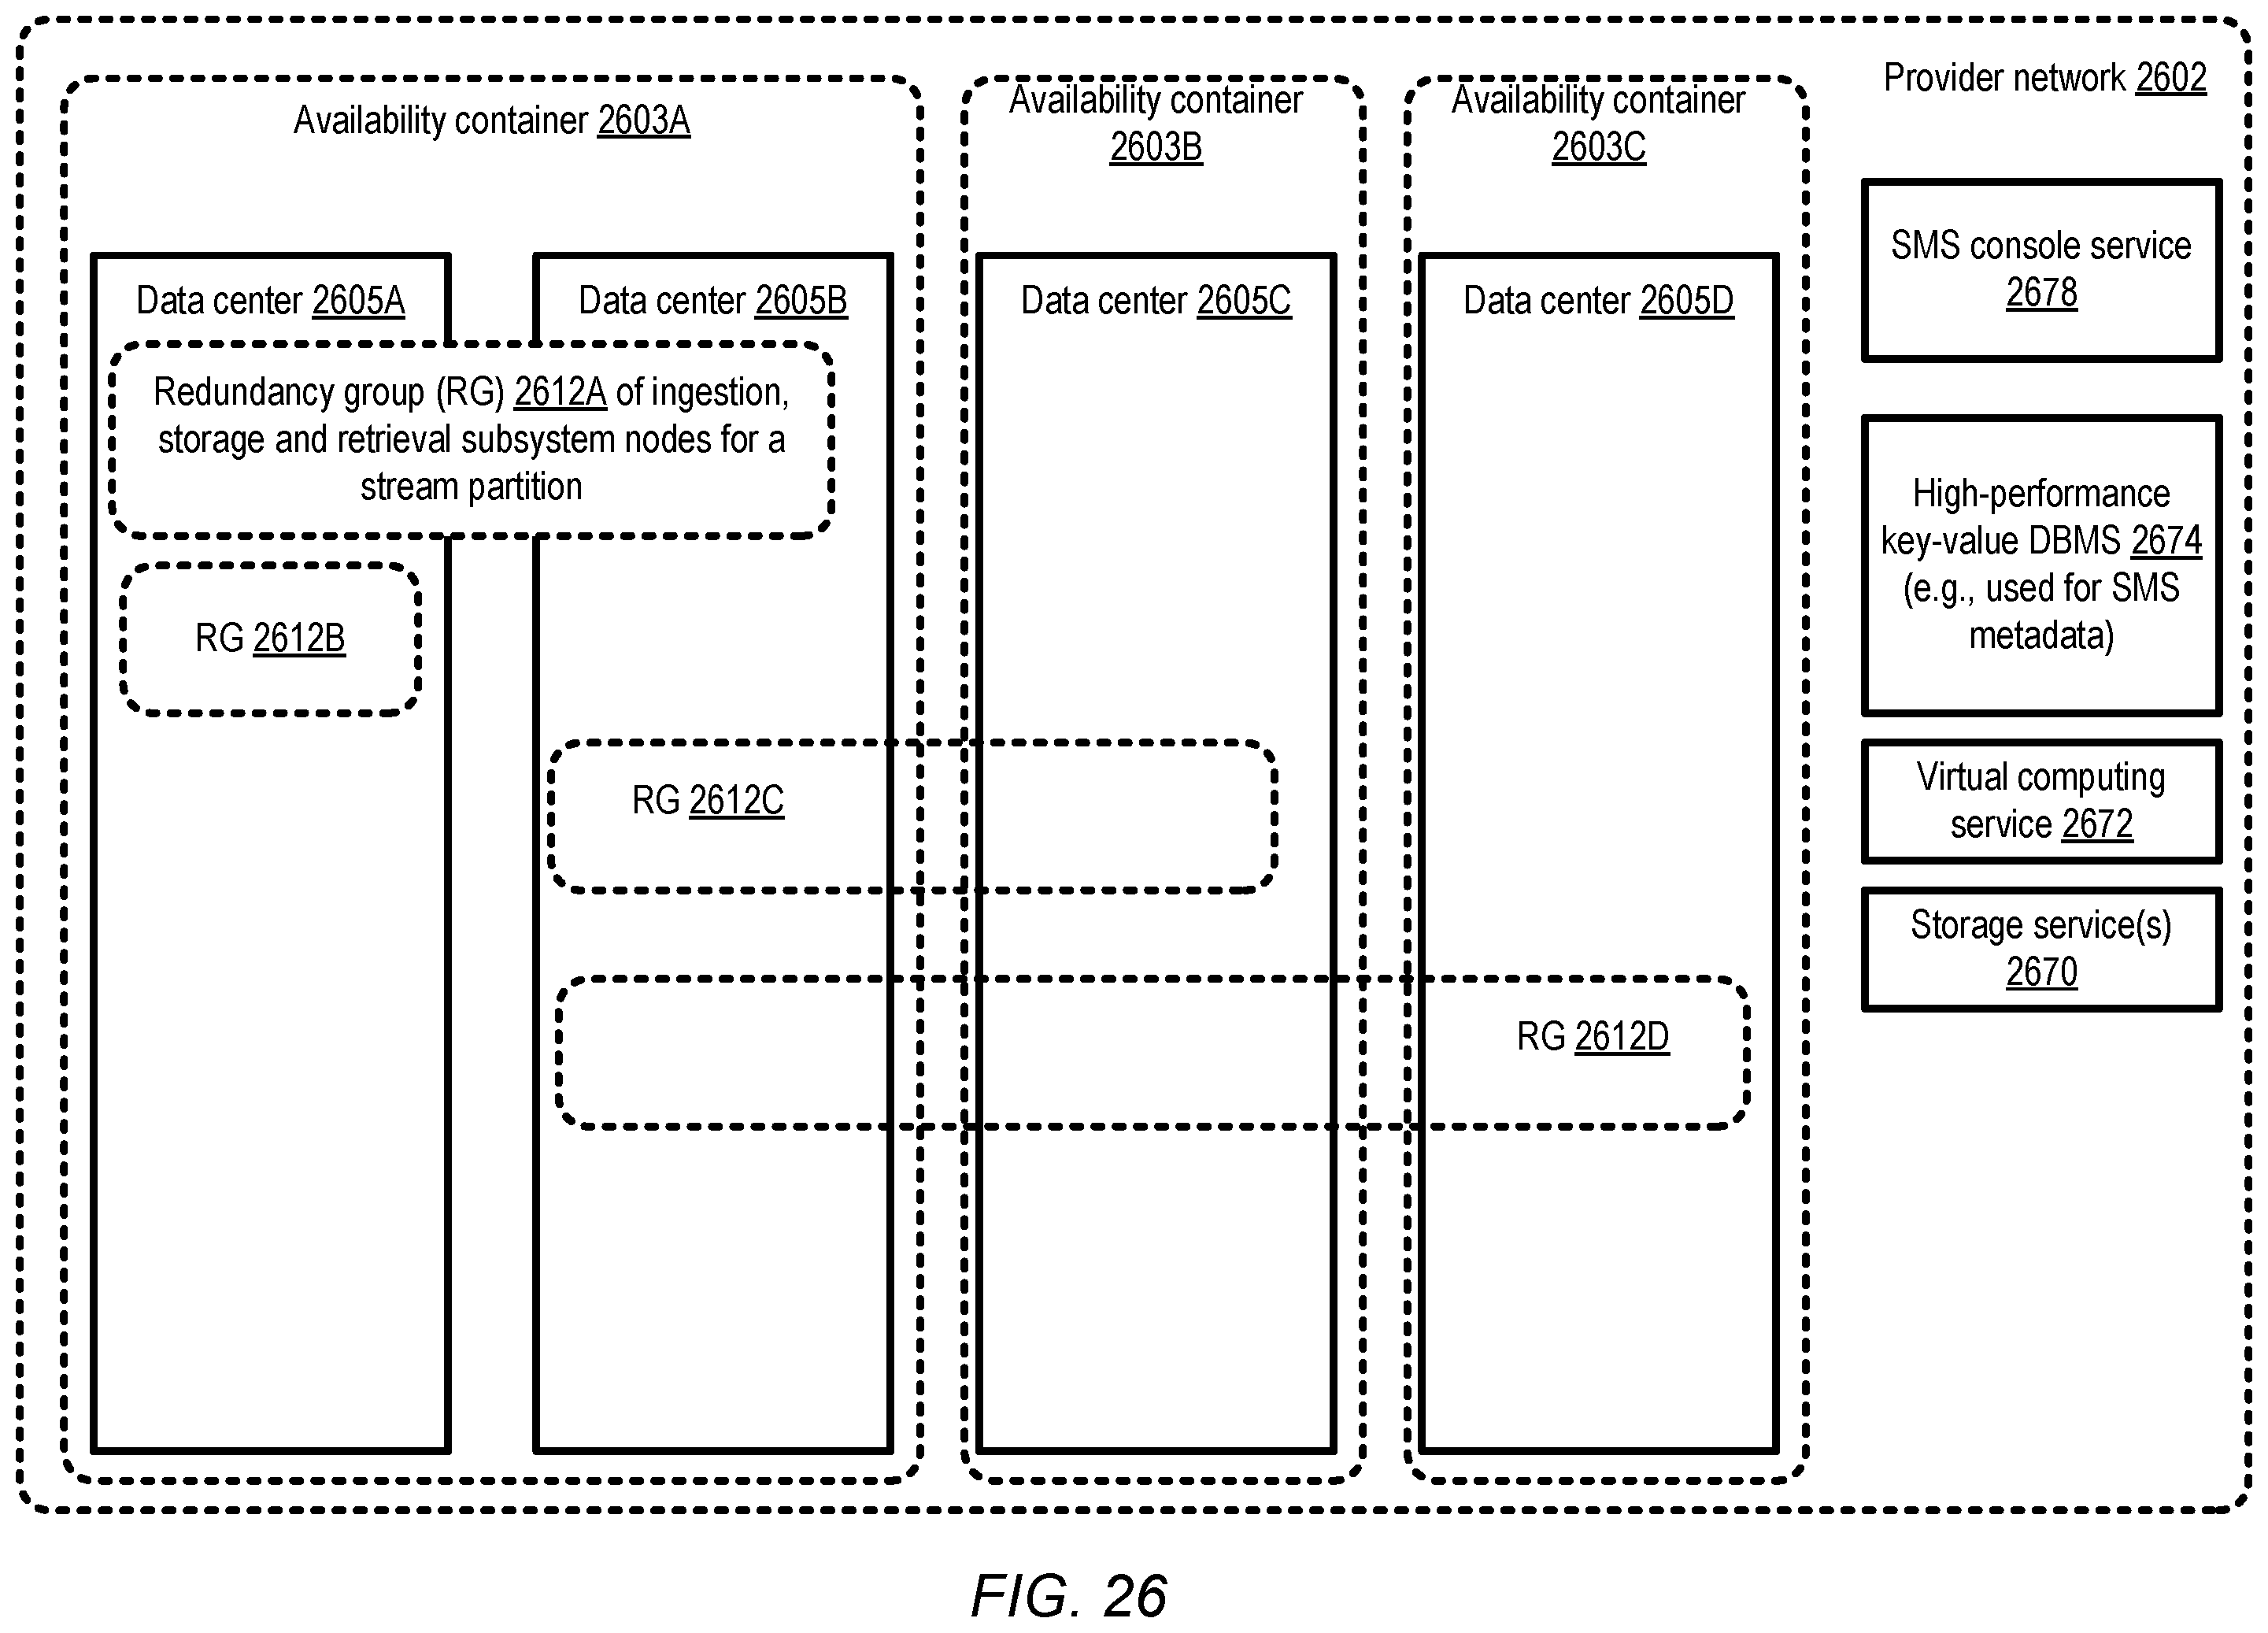 Provider network 2602
Availability container 2603A
Availability container
2603B
Availability container
2603C
Data center 2605A
Data center 2605B
Data center 2605C
Data center 2605D
Redundancy group (RG) 2612A of ingestion,
storage and retrieval subsystem nodes for a
stream partition
RG 2612B
RG 2612C
RG 2612D
SMS console service
2678
High-performance
key-value DBMS 2674
(e.g., used for SMS
metadata)
Virtual computing
service 2672
Storage service(s)
2670
FIG. 26